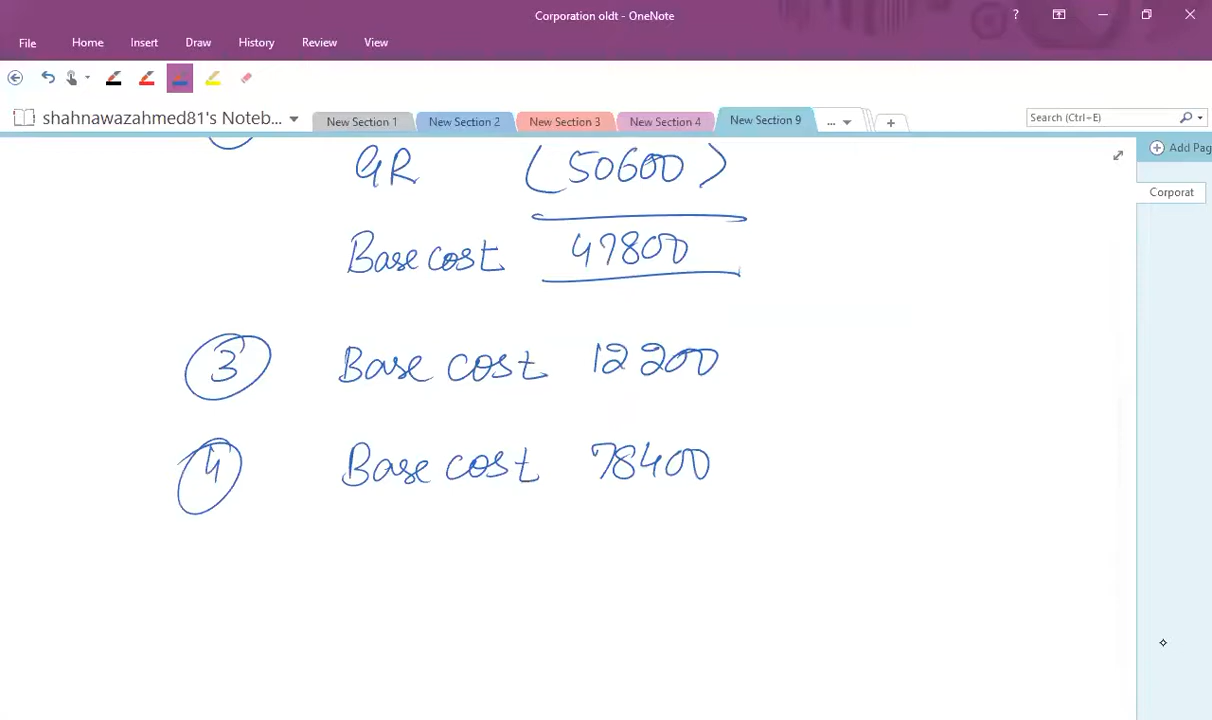 Corporation oldt - OneNote
?
File Home Insert Draw History Review View
shahnawazahmed81's Noteb... New Section 1 New Section 2 New Section 3 New Section 4 New Section 9 ... + Search (Ctrl+E)
Add Pag
Corporat
GR (50600)
Base cost 47800
3 Base cost 12200
4 Base cost 78400